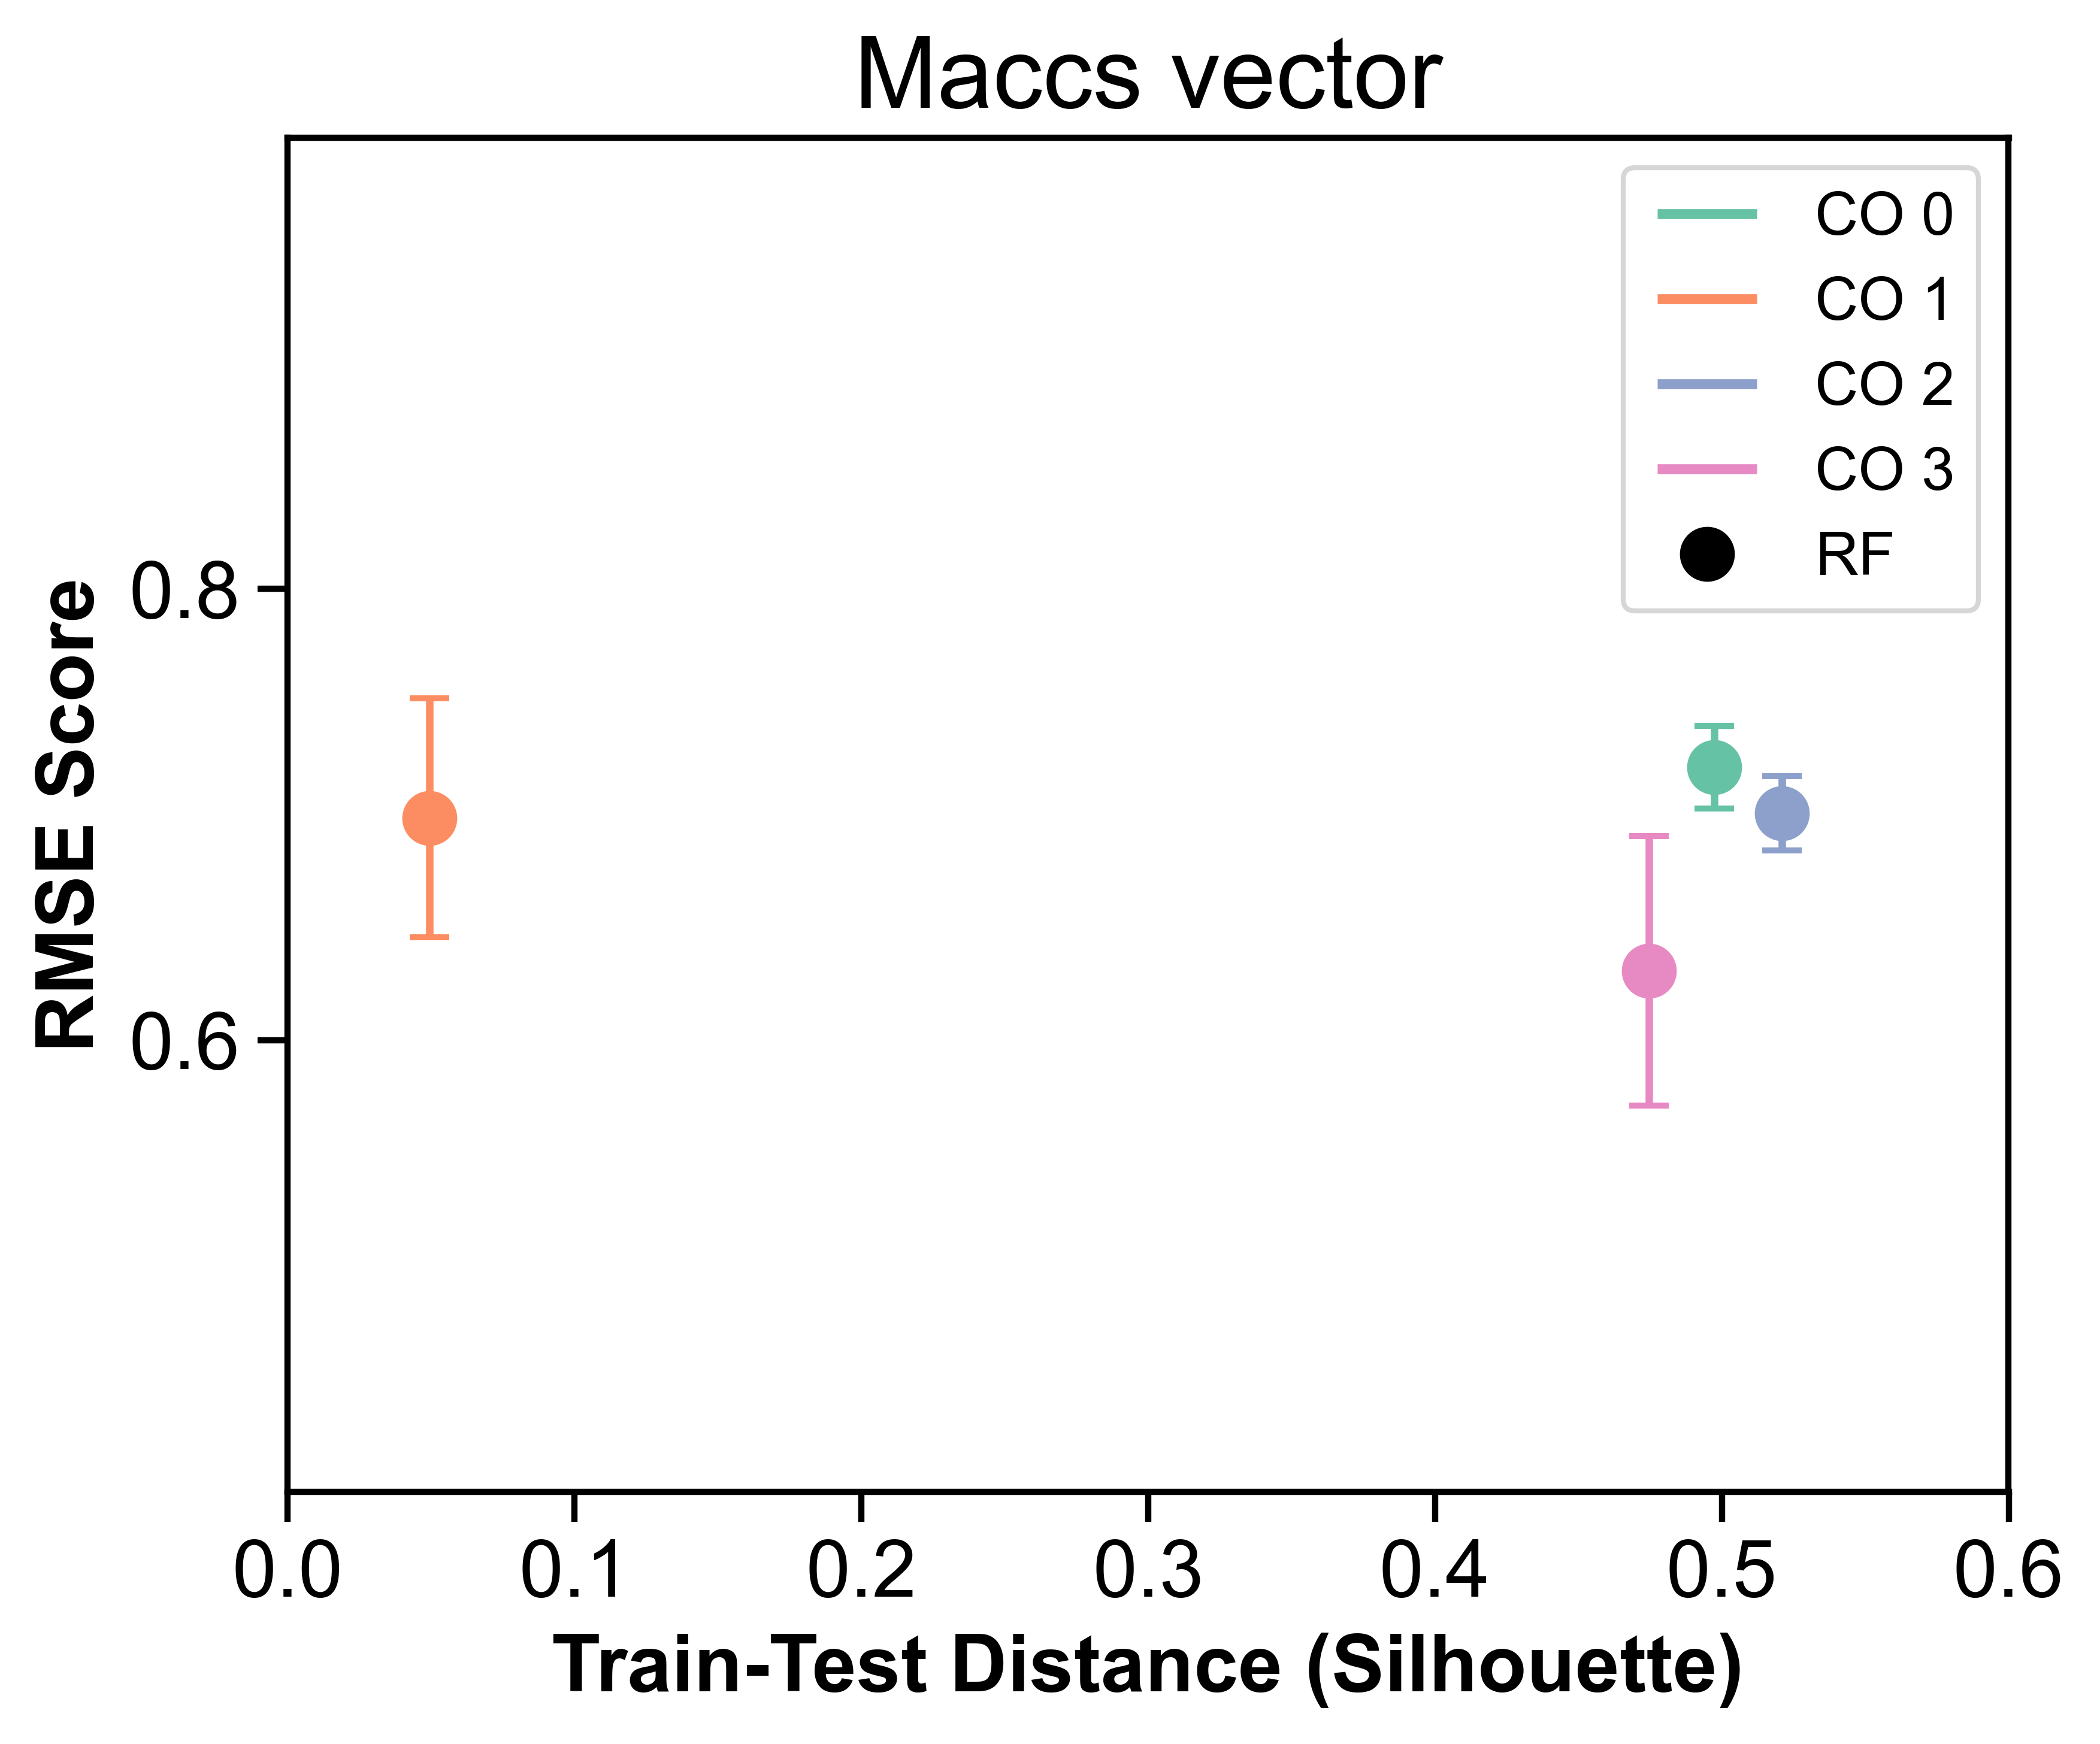 Maccs vector
CO 0
CO 1
CO 2
CO 3
RF
RMSE Score
0.8
0.6
0.0 0.1 0.2 0.3 0.4 0.5 0.6
Train-Test Distance (Silhouette)